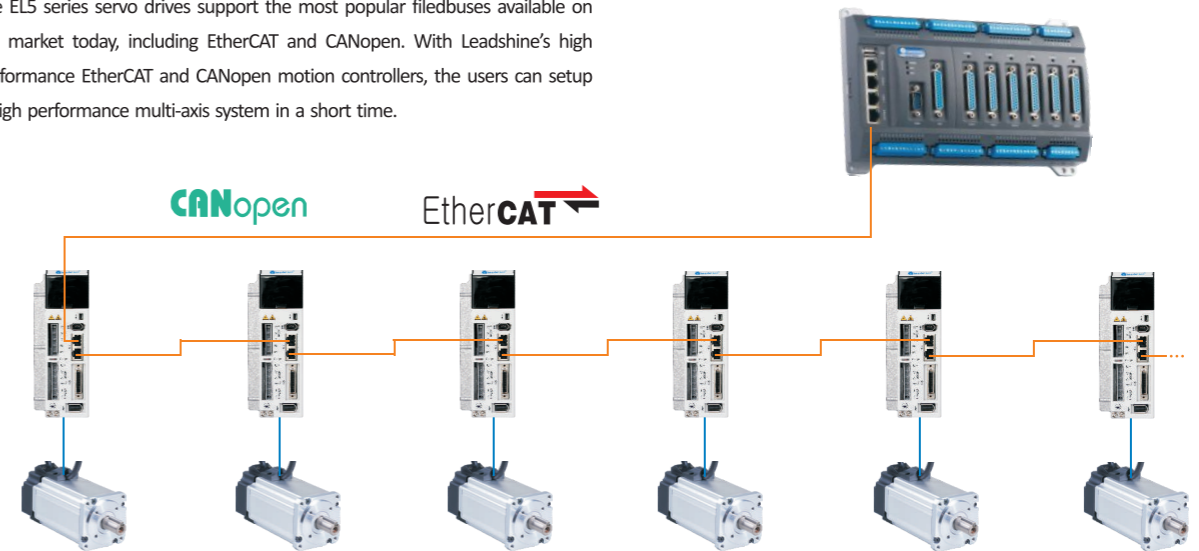 e EL5 series servo drives support the most popular filedbuses available on
market today, including EtherCAT and CANopen. With Leadshine's high
formance EtherCAT and CANopen motion controllers, the users can setup
igh performance multi-axis system in a short time.
CANopen
EtherCAT
...